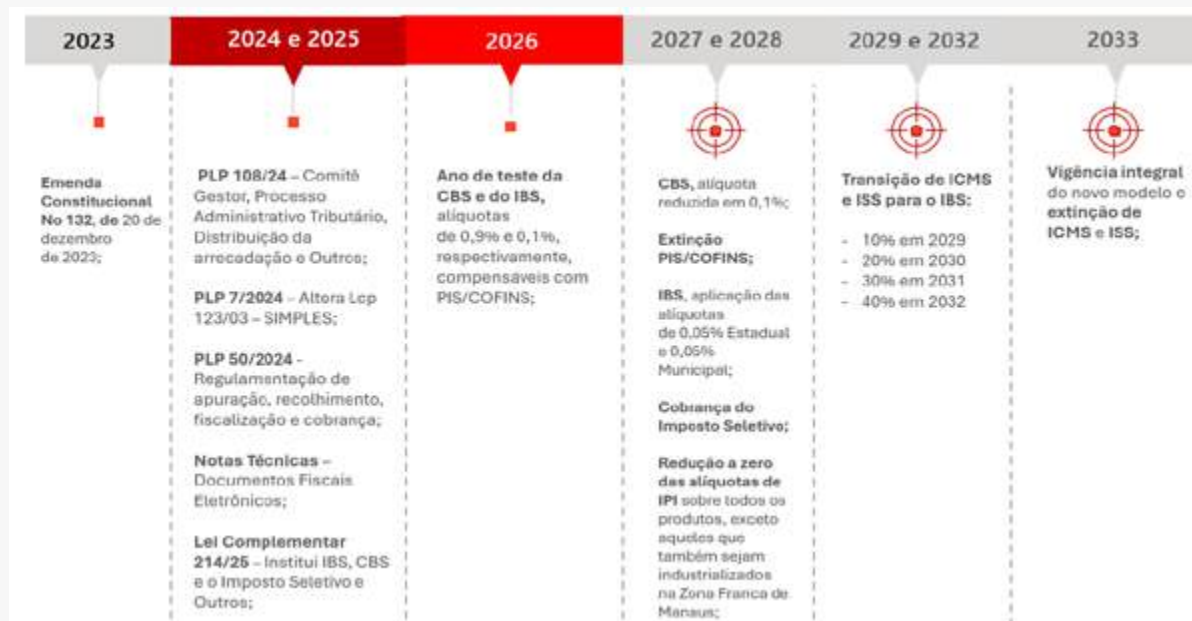 2023
Emenda
Constitucional
No 132, de 20 de
dezembro
de 2023;
2024 e 2025
PLP 108/24 – Comitê
Gestor, Processo
Administrativo Tributário,
Distribuição da
arrecadação e Outros;
PLP 7/2024 – Altera Lcp
123/03 – SIMPLES;
PLP 50/2024 -
Regulamentação de
apuração, recolhimento,
fiscalização e cobrança;
Notas Técnicas –
Documentos Fiscais
Eletrônicos;
Lei Complementar
214/25 – Institui IBS, CBS
e o Imposto Seletivo e
Outros;
2026
Ano de teste da
CBS e do IBS,
alíquotas
de 0,9% e 0,1%,
respectivamente,
compensáveis com
PIS/COFINS;
2027 e 2028
CBS, alíquota
reduzida em 0,1%;
Extinção
PIS/COFINS;
IBS, aplicação das
alíquotas
de 0,05% Estadual
e 0,05%
Municipal;
Cobrança do
Imposto Seletivo;
Redução a zero
das alíquotas de
IPI sobre todos os
produtos, exceto
aqueles que
também sejam
industrializados
na Zona Franca de
Manaus;
2029 e 2032
Transição de ICMS
e ISS para o IBS:
- 10% em 2029
- 20% em 2030
- 30% em 2031
- 40% em 2032
2033
Vigência integral
do novo modelo e
extinção de
ICMS e ISS;